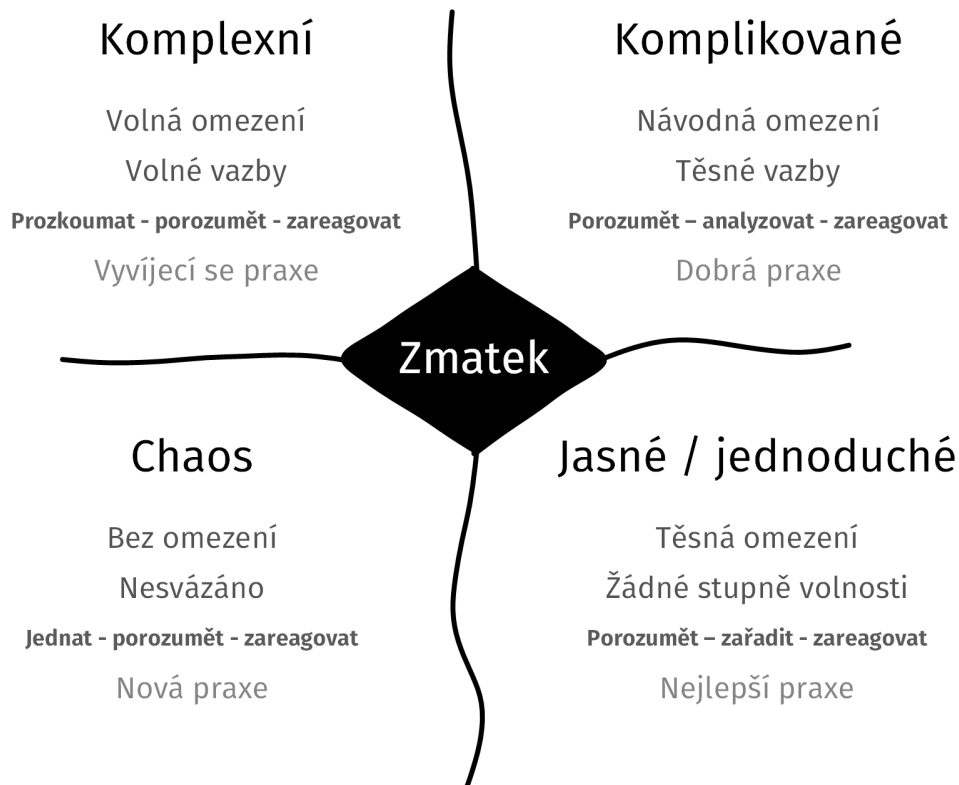 Komplexní
Volná omezení
Volné vazby
Prozkoumat - porozumět - zareagovat
Vyvíjecí se praxe
Komplikované
Návodná omezení
Těsné vazby
Porozumět – analyzovat - zareagovat
Dobrá praxe
Zmatek
Chaos
Bez omezení
Nesvázáno
Jednat - porozumět - zareagovat
Nová praxe
Jasné / jednoduché
Těsná omezení
Žádné stupně volnosti
Porozumět – zařadit - zareagovat
Nejlepší praxe